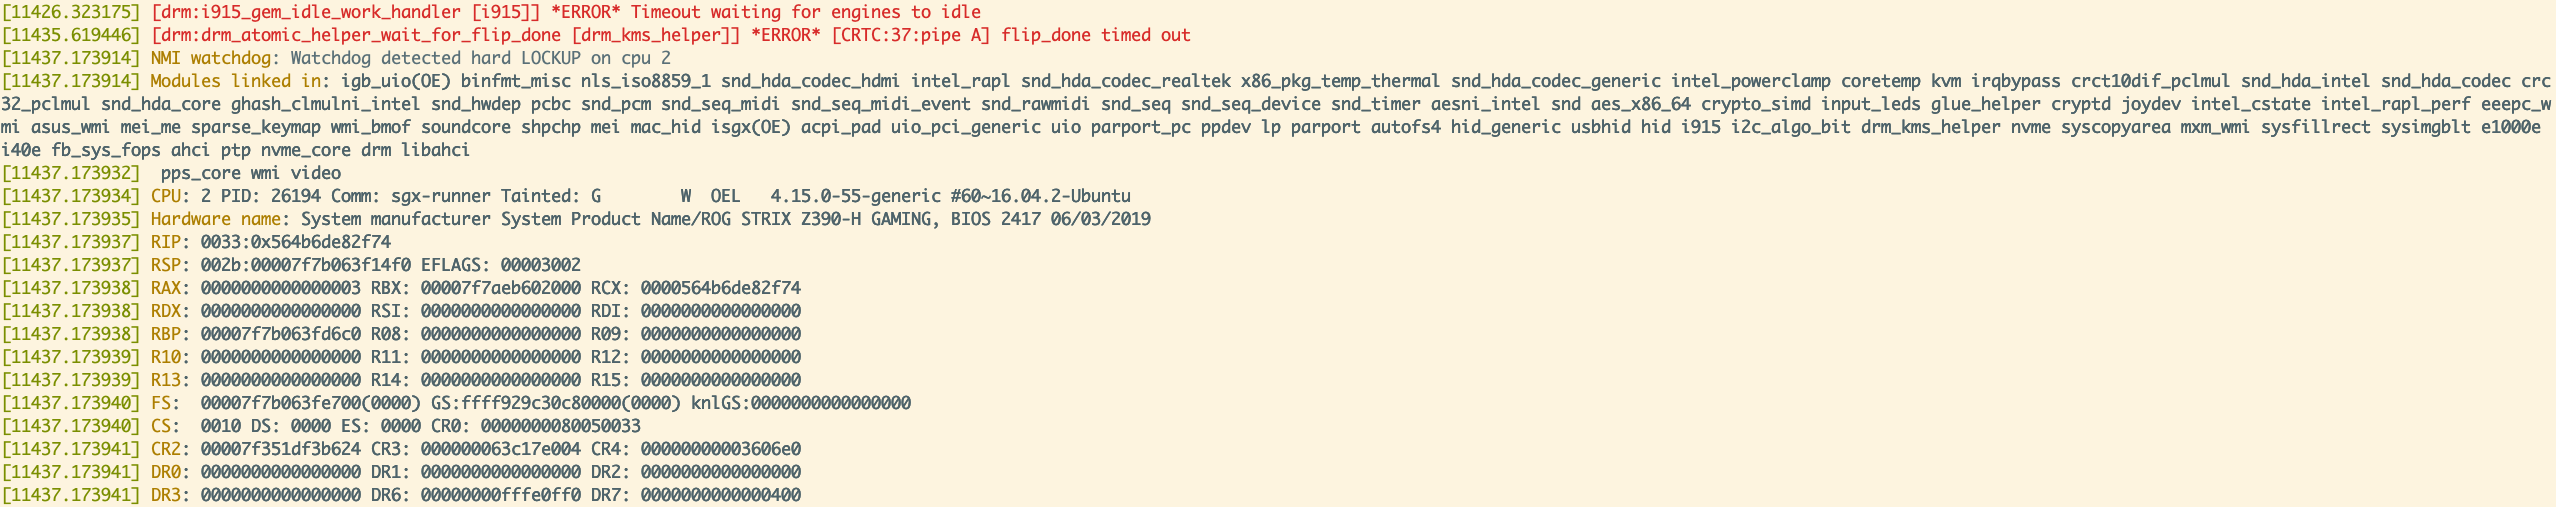 [11426.323175] [drm:i915_gem_idle_work_handler [i915]] *ERROR* Timeout waiting for engines to idle
[11435.619446] [drm:drm_atomic_helper_wait_for_flip_done [drm_kms_helper]] *ERROR* [CRTC:37:pipe A] flip_done timed out
[11437.173914] NMI watchdog: Watchdog detected hard LOCKUP on cpu 2
[11437.173914] Modules linked in: igb_uio(OE) binfmt_misc nls_iso8859_1 snd_hda_codec_hdmi intel_rapl snd_hda_codec_realtek x86_pkg_temp_thermal snd_hda_codec_generic intel_powerclamp coretemp kvm irqbypass crct10dif_pclmul snd_hda_intel snd_hda_codec crc
32_pclmul snd_hda_core ghash_clmulni_intel snd_hwdep pcbc snd_pcm snd_seq_midi snd_seq_midi_event snd_rawmidi snd_seq snd_seq_device snd_timer aesni_intel snd aes_x86_64 crypto_simd input_leds glue_helper cryptd joydev intel_cstate intel_rapl_perf eeepc_w
mi asus_wmi mei_me sparse_keymap wmi_bmof soundcore shpchp mei mac_hid isgx(OE) acpi_pad uio_pci_generic uio parport_pc ppdev lp parport autofs4 hid_generic usbhid hid i915 i2c_algo_bit drm_kms_helper nvme syscopyarea mxm_wmi sysfillrect sysimgblt e1000e
i40e fb_sys_fops ahci ptp nvme_core drm libahci
[11437.173932]  pps_core wmi video
[11437.173934] CPU: 2 PID: 26194 Comm: sgx-runner Tainted: G        W  OEL   4.15.0-55-generic #60~16.04.2-Ubuntu
[11437.173935] Hardware name: System manufacturer System Product Name/ROG STRIX Z390-H GAMING, BIOS 2417 06/03/2019
[11437.173937] RIP: 0033:0x564b6de82f74
[11437.173937] RSP: 002b:00007f7b063f14f0 EFLAGS: 00003002
[11437.173938] RAX: 0000000000000003 RBX: 00007f7aeb602000 RCX: 0000564b6de82f74
[11437.173938] RDX: 0000000000000000 RSI: 0000000000000000 RDI: 0000000000000000
[11437.173938] RBP: 00007f7b063fd6c0 R08: 0000000000000000 R09: 0000000000000000
[11437.173939] R10: 0000000000000000 R11: 0000000000000000 R12: 0000000000000000
[11437.173939] R13: 0000000000000000 R14: 0000000000000000 R15: 0000000000000000
[11437.173940] FS:  00007f7b063fe700(0000) GS:ffff929c30c80000(0000) knlGS:0000000000000000
[11437.173940] CS:  0010 DS: 0000 ES: 0000 CR0: 0000000080050033
[11437.173941] CR2: 00007f351df3b624 CR3: 000000063c17e004 CR4: 00000000003606e0
[11437.173941] DR0: 0000000000000000 DR1: 0000000000000000 DR2: 0000000000000000
[11437.173941] DR3: 0000000000000000 DR6: 00000000fffe0ff0 DR7: 0000000000000400